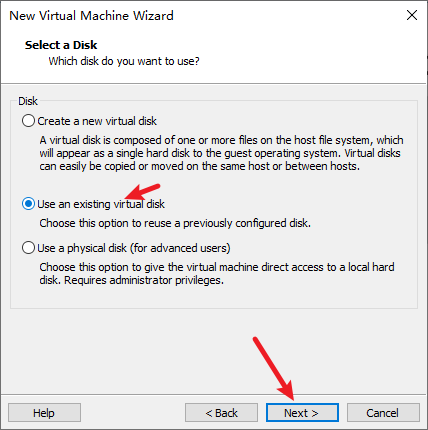 New Virtual Machine Wizard
Select a Disk
Which disk do you want to use?
Disk
Create a new virtual disk
A virtual disk is composed of one or more files on the host file system, which
will appear as a single hard disk to the guest operating system. Virtual disks
can easily be copied or moved on the same host or between hosts.
Use an existing virtual disk
Choose this option to reuse a previously configured disk.
Use a physical disk (for advanced users)
Choose this option to give the virtual machine direct access to a local hard
disk. Requires administrator privileges.
Help
< Back
Next >
Cancel